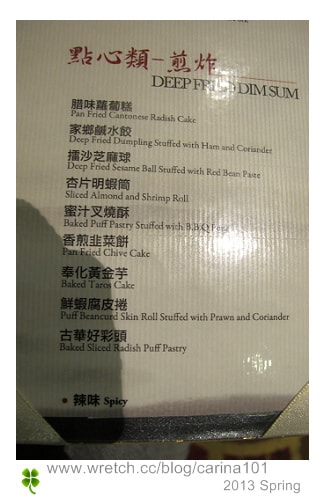 點心類-煎炸
DEEP FRIED DIM SUM
腊味蘿蔔糕
Pan Fried Cantonese Radish Cake
家鄉鹹水餃
Deep Fried Dumpling Stuffed with Ham and Coriander
擂沙芝麻球
Deep Fried Sesame Ball Stuffed with Red Bean Paste
杏片明蝦筒
Sliced Almond and Shrimp Roll
蜜汁叉燒酥
Baked Puff Pastry Stuffed with B.B.Q Pork
香煎韭菜餅
Pan Fried Chive Cake
奉化黃金芋
Baked Taros Cake
鮮蝦腐皮捲
Puff Beancurd Skin Roll Stuffed with Prawn and Coriander
古華好彩頭
Baked Sliced Radish Puff Pastry
• 辣味 Spicy
www.wretch.cc/blog/carina101
2013 Spring